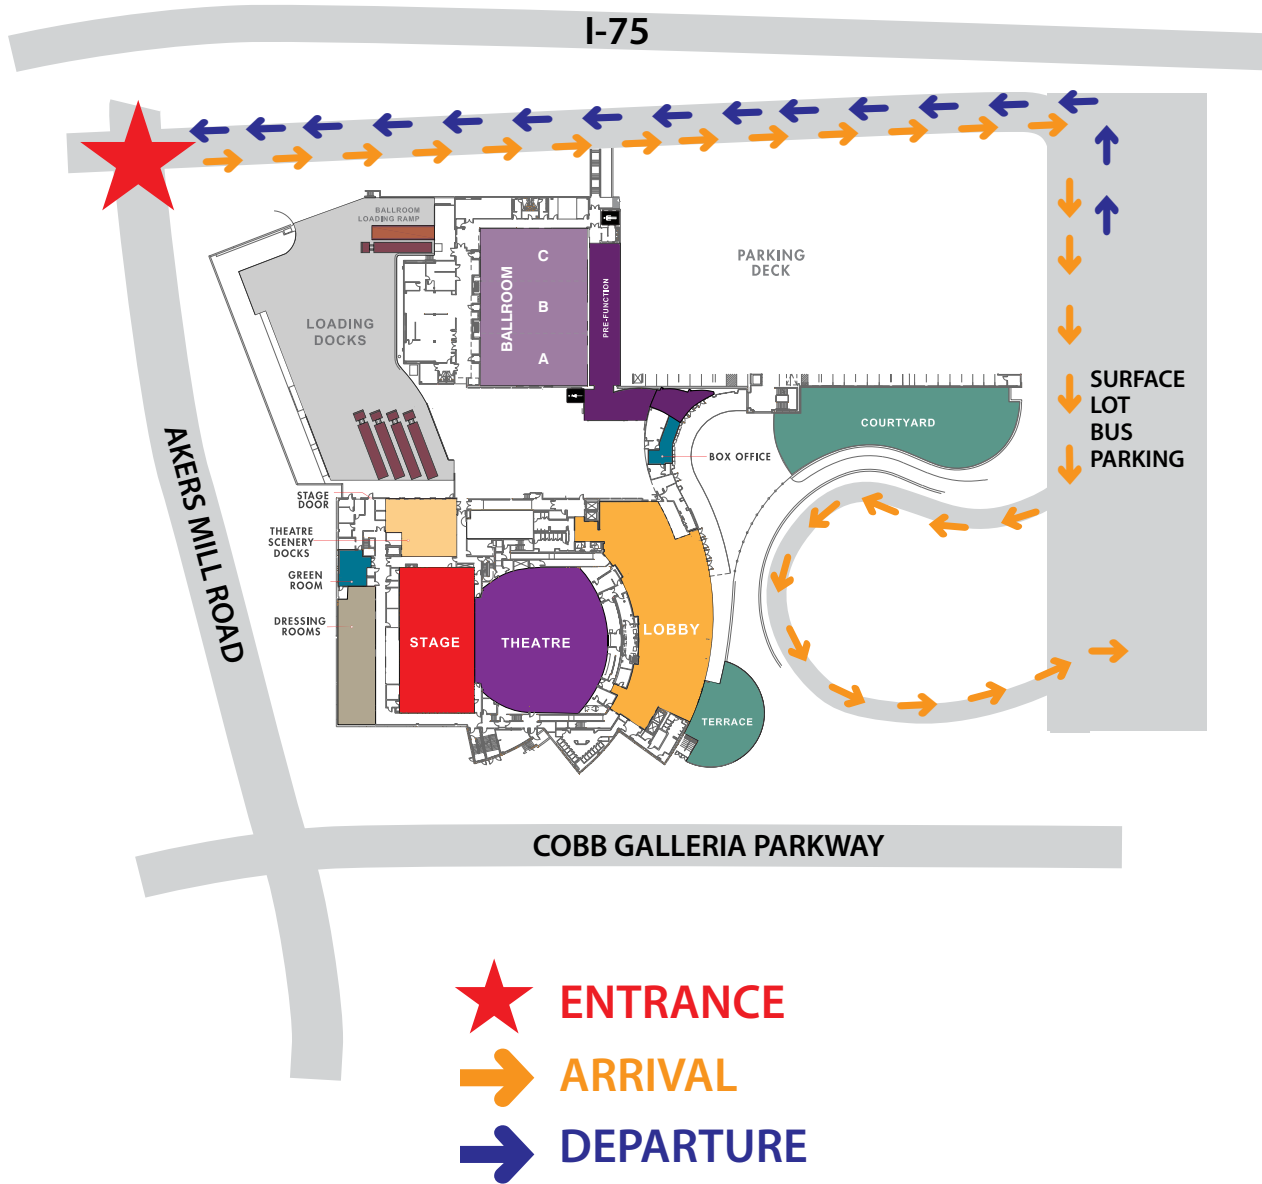 I-75
BALLROOM
LOADING RAMP
LOADING
DOCKS
BALLROOM
C
B
A
PRE-FUNCTION
PARKING
DECK
SURFACE
LOT
BUS
PARKING
COURTYARD
BOX OFFICE
AKERS MILL ROAD
STAGE
DOOR
THEATRE
SCENERY
DOCKS
GREEN
ROOM
DRESSING
ROOMS
STAGE
THEATRE
LOBBY
TERRACE
COBB GALLERIA PARKWAY
ENTRANCE
ARRIVAL
DEPARTURE